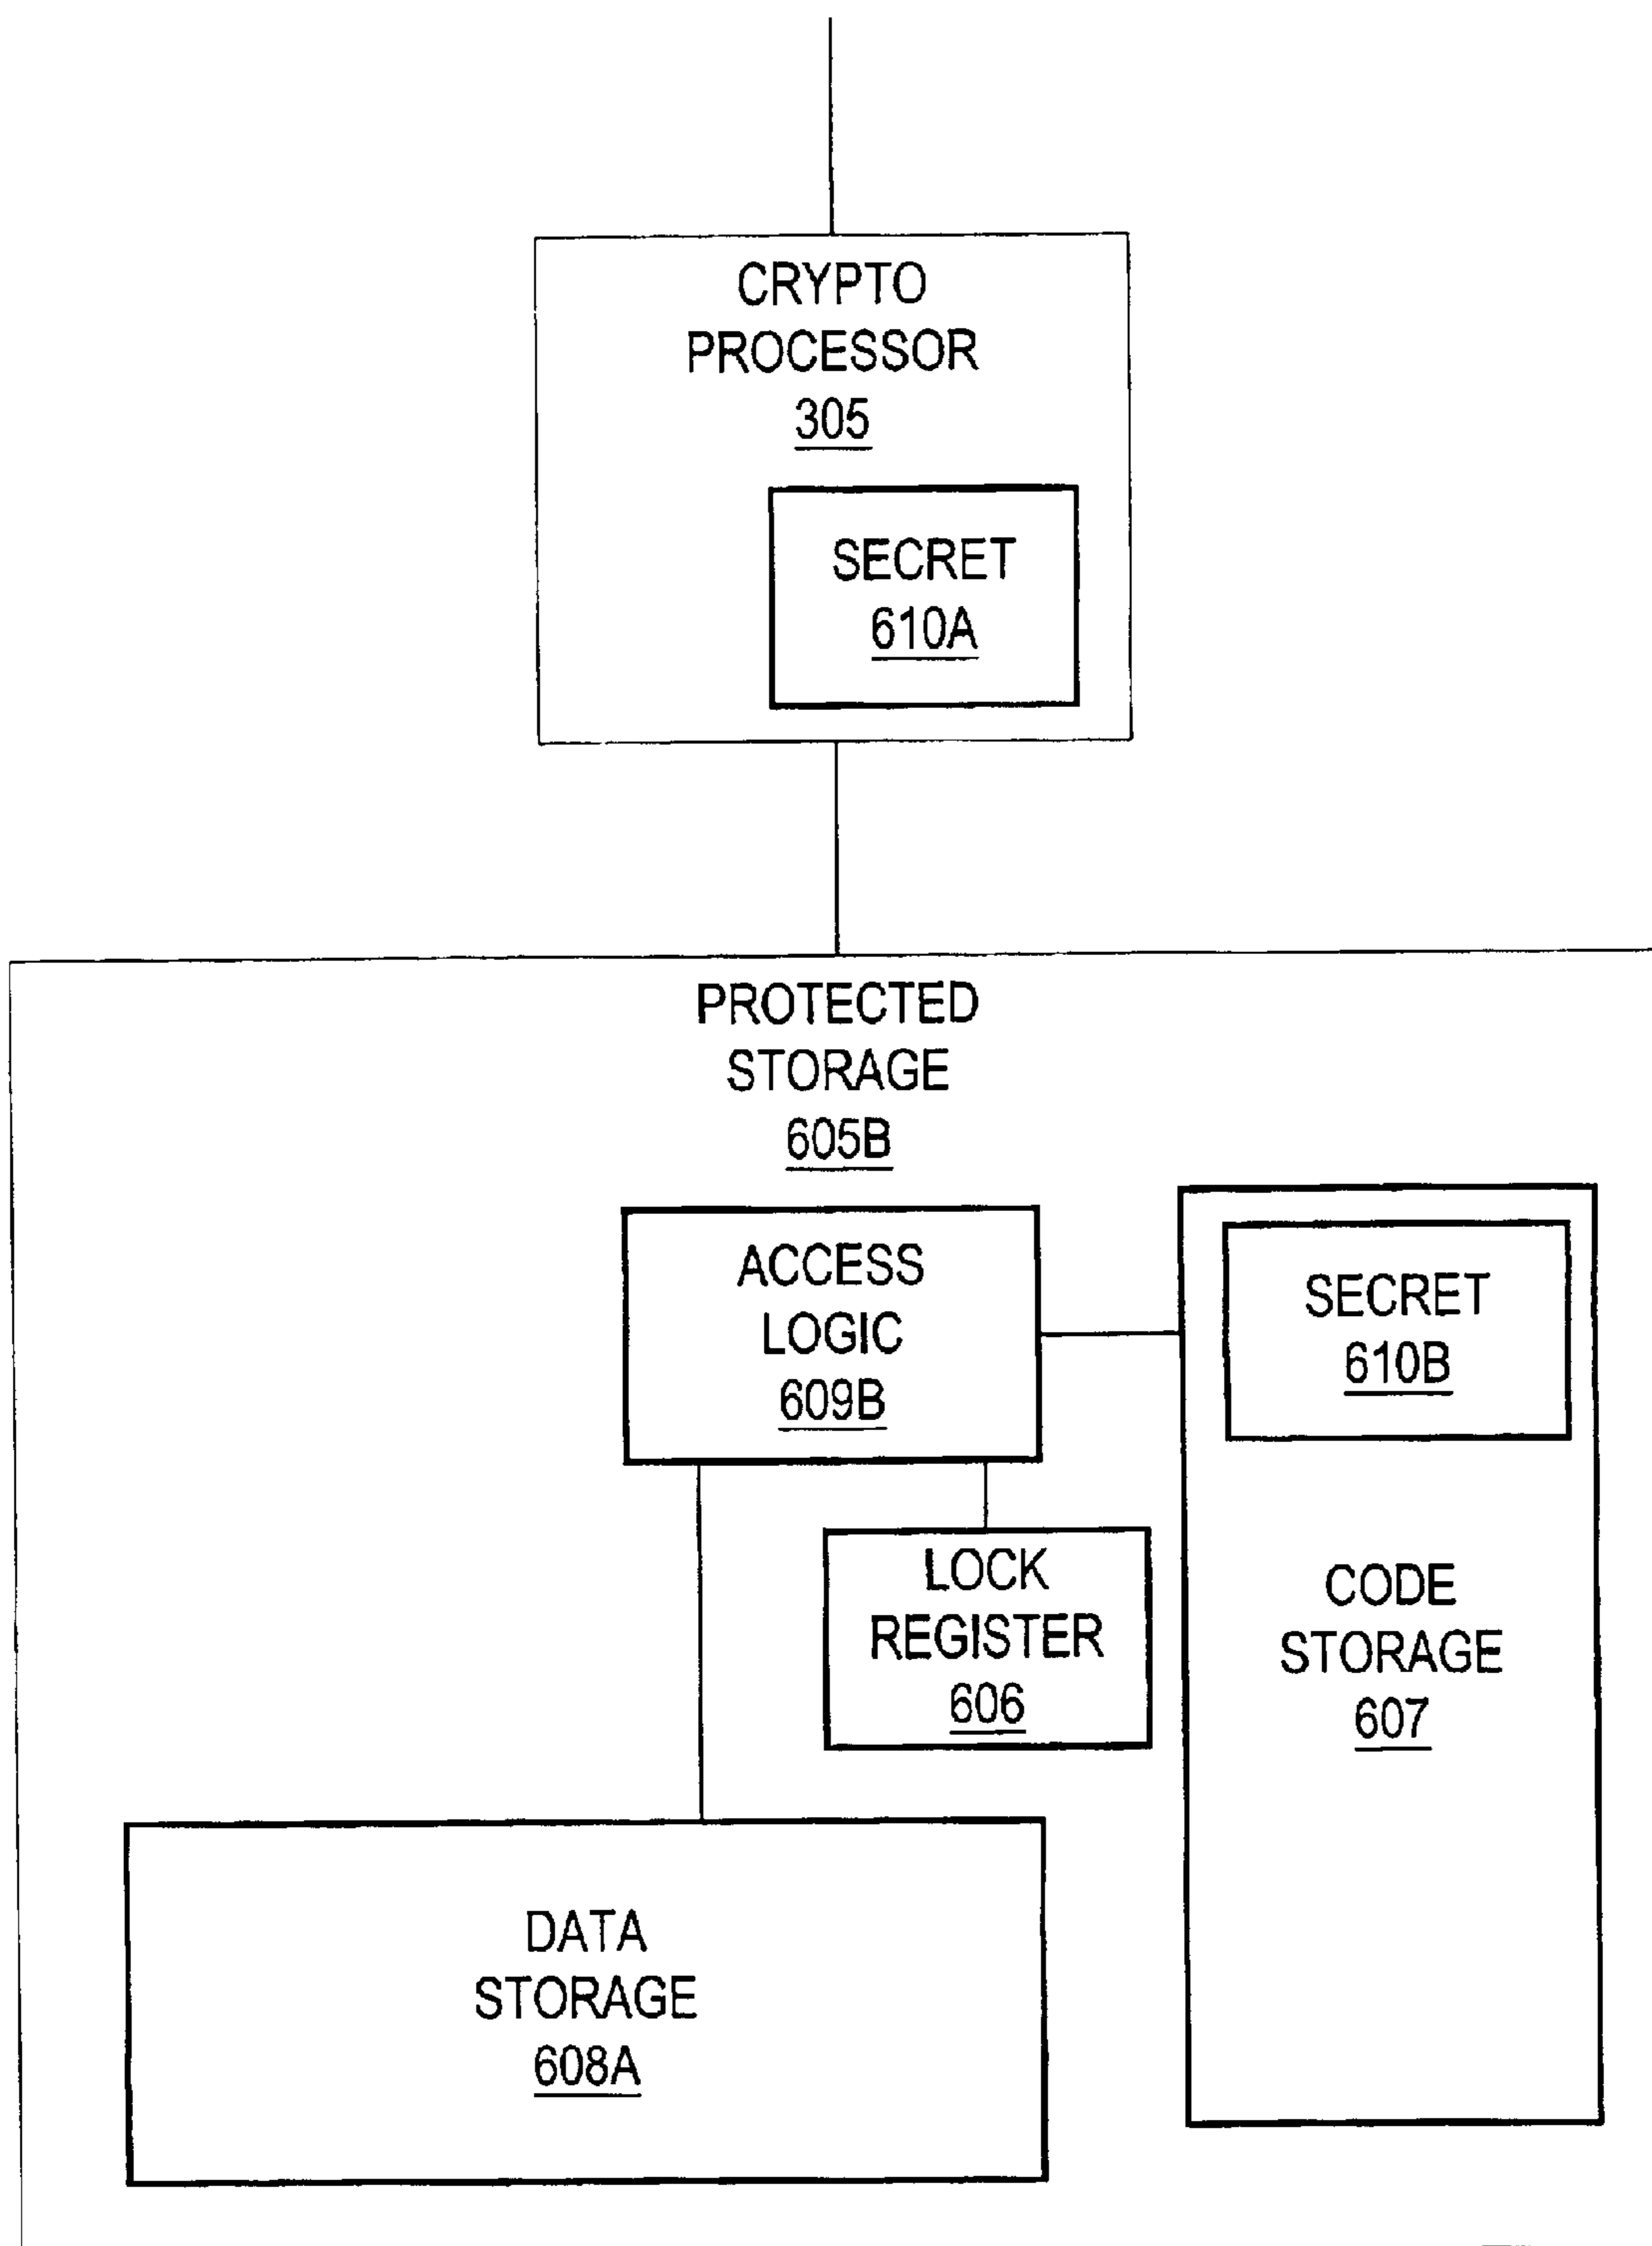 CRYPTO
PROCESSOR
305
SECRET
610A
PROTECTED
STORAGE
605B
ACCESS
LOGIC
609B
SECRET
610B
LOCK
REGISTER
606
CODE
STORAGE
607
DATA
STORAGE
608A